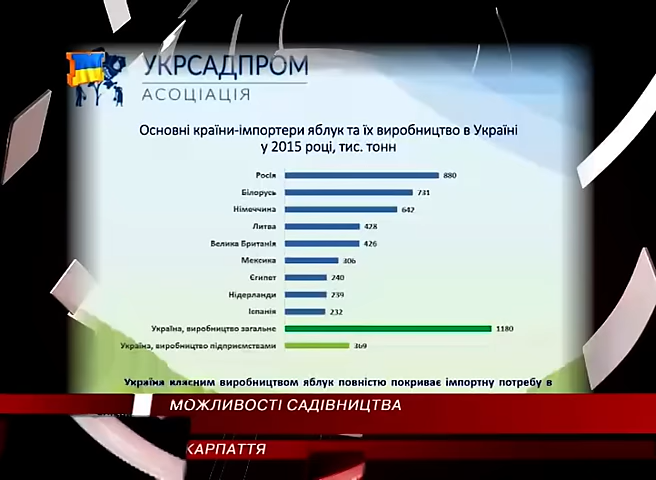 УКРСАДПРОМ
АСОЦІАЦІЯ
Основні країни-імпортери яблук та їх виробництво в Україні
у 2015 році, тис. тонн
Росія 880
Білорусь 731
Німеччина 642
Литва 428
Велика Британія 426
Мексика 306
Єгипет 240
Нідерланди 239
Іспанія 232
Україна, виробництво загальне 1180
Україна, виробництво підприємствами 369
Україна власним виробництвом яблук повністю покриває імпортну потребу в
МОЖЛИВОСТІ САДІВНИЦТВА
КАРПАТТЯ